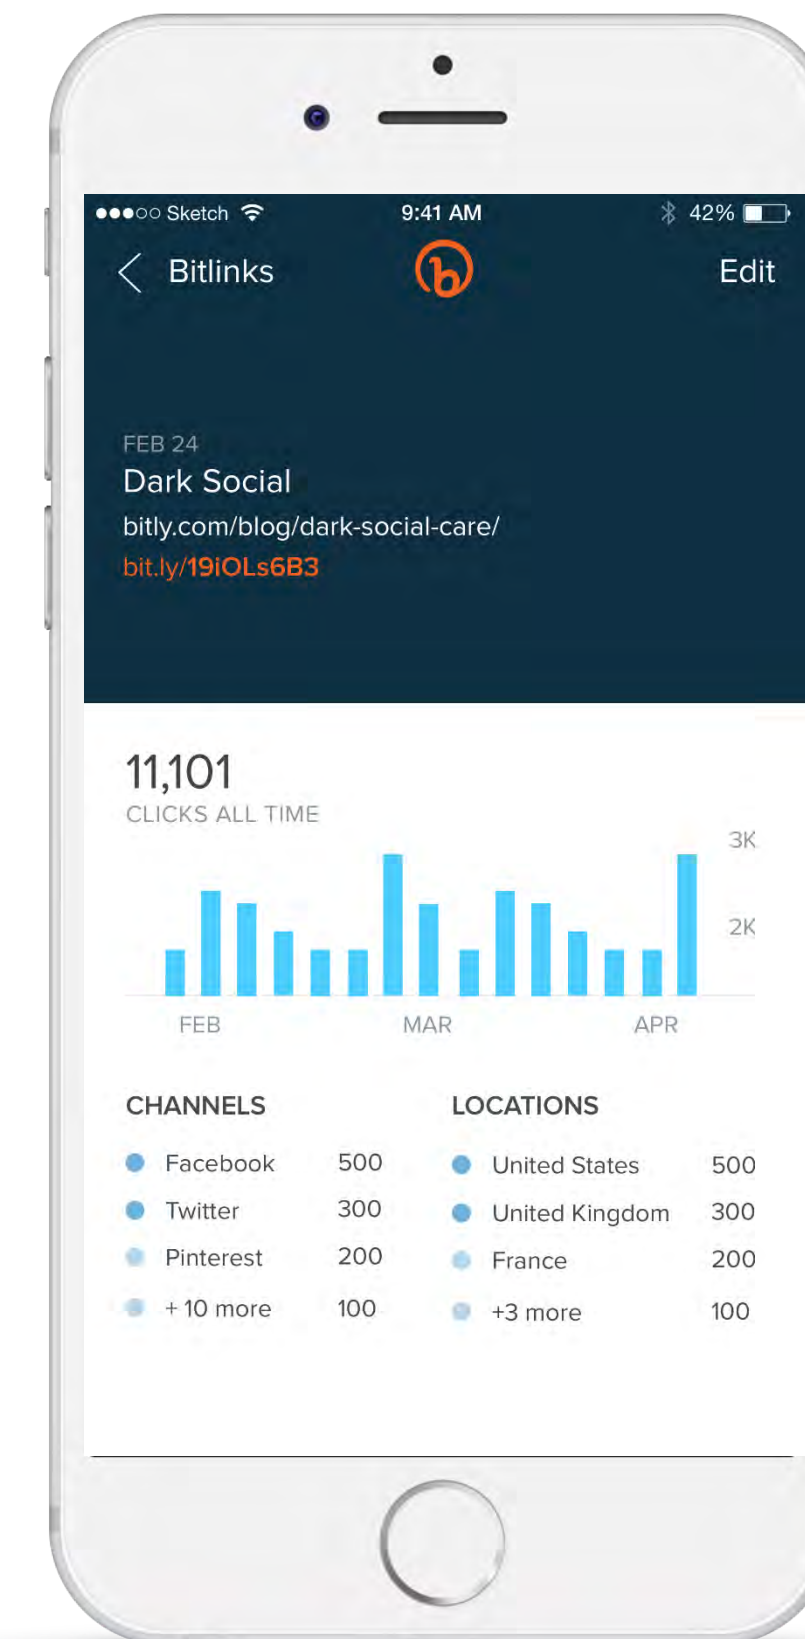 Sketch 9:41 AM 42%
Bitlinks Edit
FEB 24
Dark Social
bitly.com/blog/dark-social-care/
bit.ly/19iOLs6B3
11,101
CLICKS ALL TIME
3K
2K
FEB MAR APR
CHANNELS
Facebook 500
Twitter 300
Pinterest 200
+ 10 more 100
LOCATIONS
United States 500
United Kingdom 300
France 200
+3 more 100